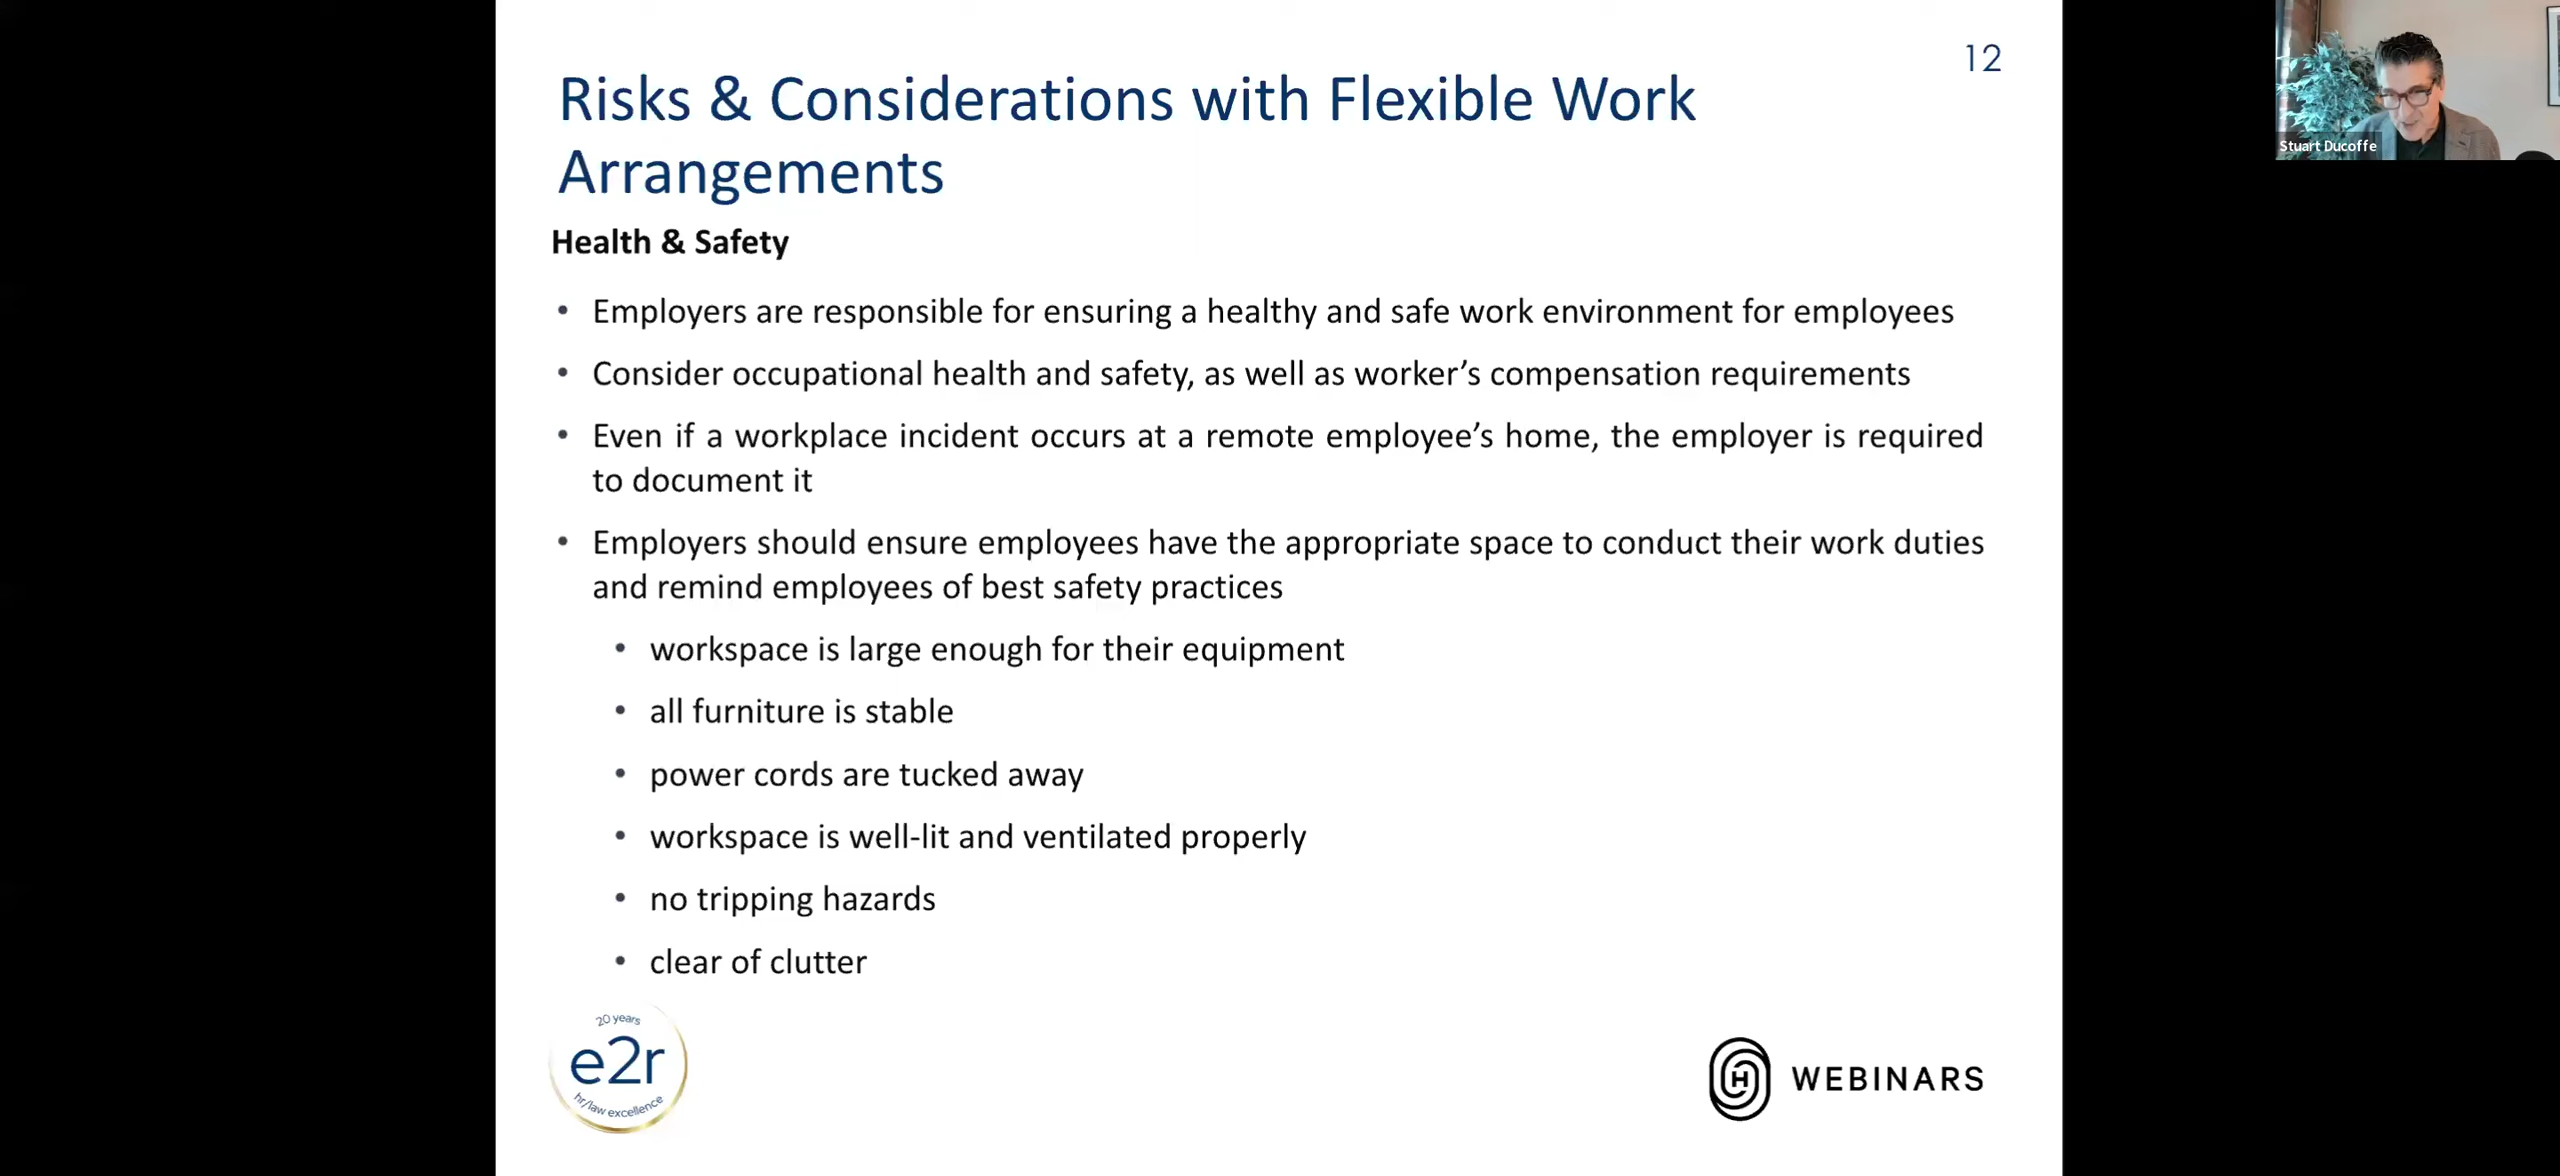 12
Risks & Considerations with Flexible Work
Arrangements
Health & Safety
• Employers are responsible for ensuring a healthy and safe work environment for employees
• Consider occupational health and safety, as well as worker’s compensation requirements
• Even if a workplace incident occurs at a remote employee’s home, the employer is required
to document it
• Employers should ensure employees have the appropriate space to conduct their work duties
and remind employees of best safety practices
• workspace is large enough for their equipment
• all furniture is stable
• power cords are tucked away
• workspace is well-lit and ventilated properly
• no tripping hazards
• clear of clutter
20 years
e2r
hr/law excellence
H WEBINARS
Stuart Ducoffe